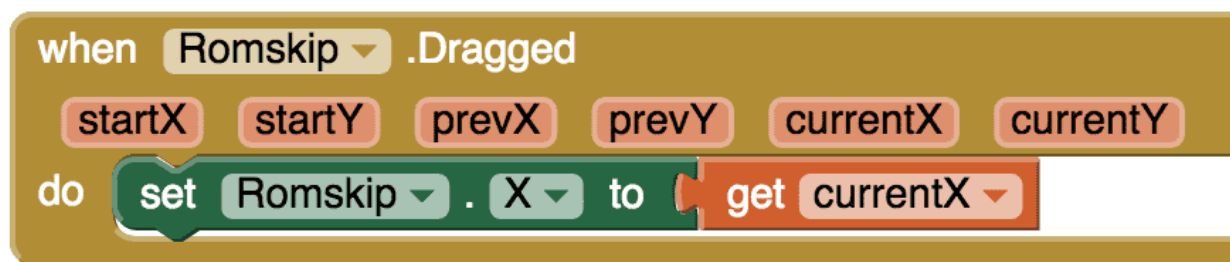 when Romskip .Dragged
startX startY prevX prevY currentX currentY
do set Romskip . X to get currentX